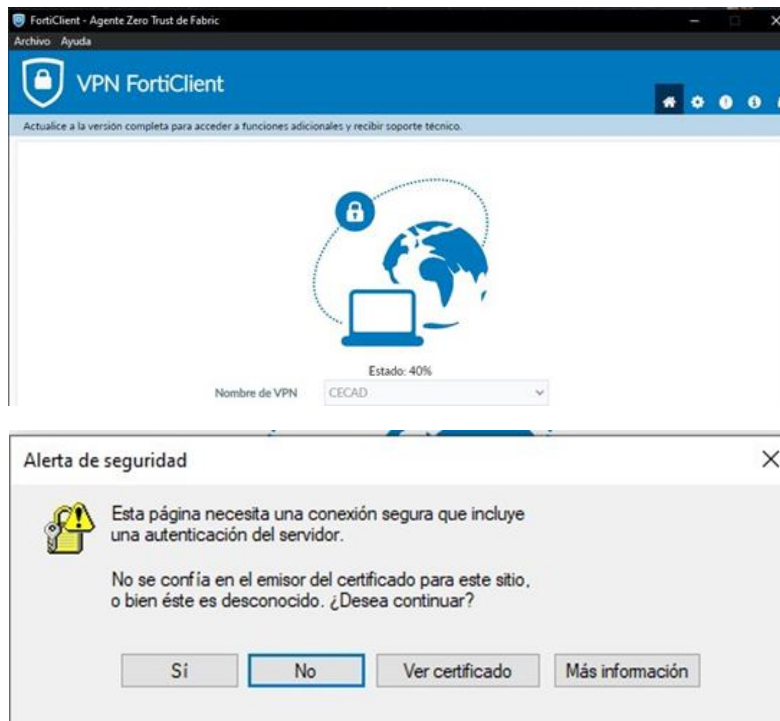 FortiClient - Agente Zero Trust de Fabric
Archivo Ayuda
VPN FortiClient
Actualice a la versión completa para acceder a funciones adicionales y recibir soporte técnico.
Estado: 40%
Nombre de VPN CECAD
Alerta de seguridad
Esta página necesita una conexión segura que incluye
una autenticación del servidor.
No se confía en el emisor del certificado para este sitio,
o bien éste es desconocido. ¿Desea continuar?
Sí No Ver certificado Más información